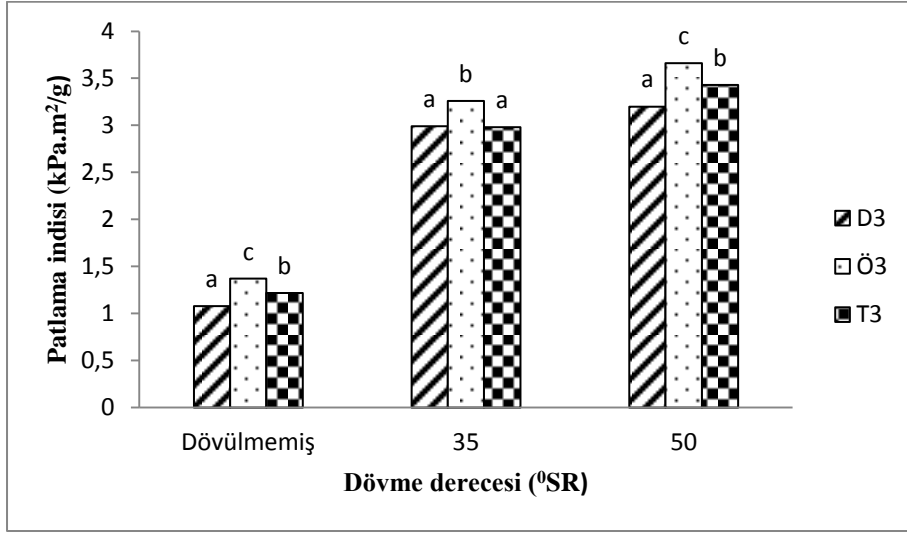 4
3,5
3
2,5
2
1,5
1
0,5
0
Patlama indisi (kPa.m²/g)
a c b
a b a
a c b
Dövülmemiş 35 50
Dövme derecesi (⁰SR)
D3
Ö3
T3